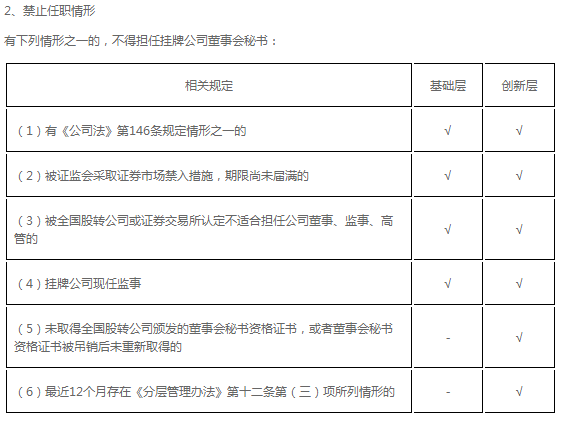 2、禁止任职情形
有下列情形之一的，不得担任挂牌公司董事会秘书：
相关规定 基础层 创新层
（1）有《公司法》第146条规定情形之一的 √ √
（2）被证监会采取证券市场禁入措施，期限尚未届满的 √ √
（3）被全国股转公司或证券交易所认定不适合担任公司董事、监事、高
管的 √ √
（4）挂牌公司现任监事 √ √
（5）未取得全国股转公司颁发的董事会秘书资格证书，或者董事会秘书
资格证书被吊销后未重新取得的 - √
（6）最近12个月存在《分层管理办法》第十二条第（三）项所列情形的 - √